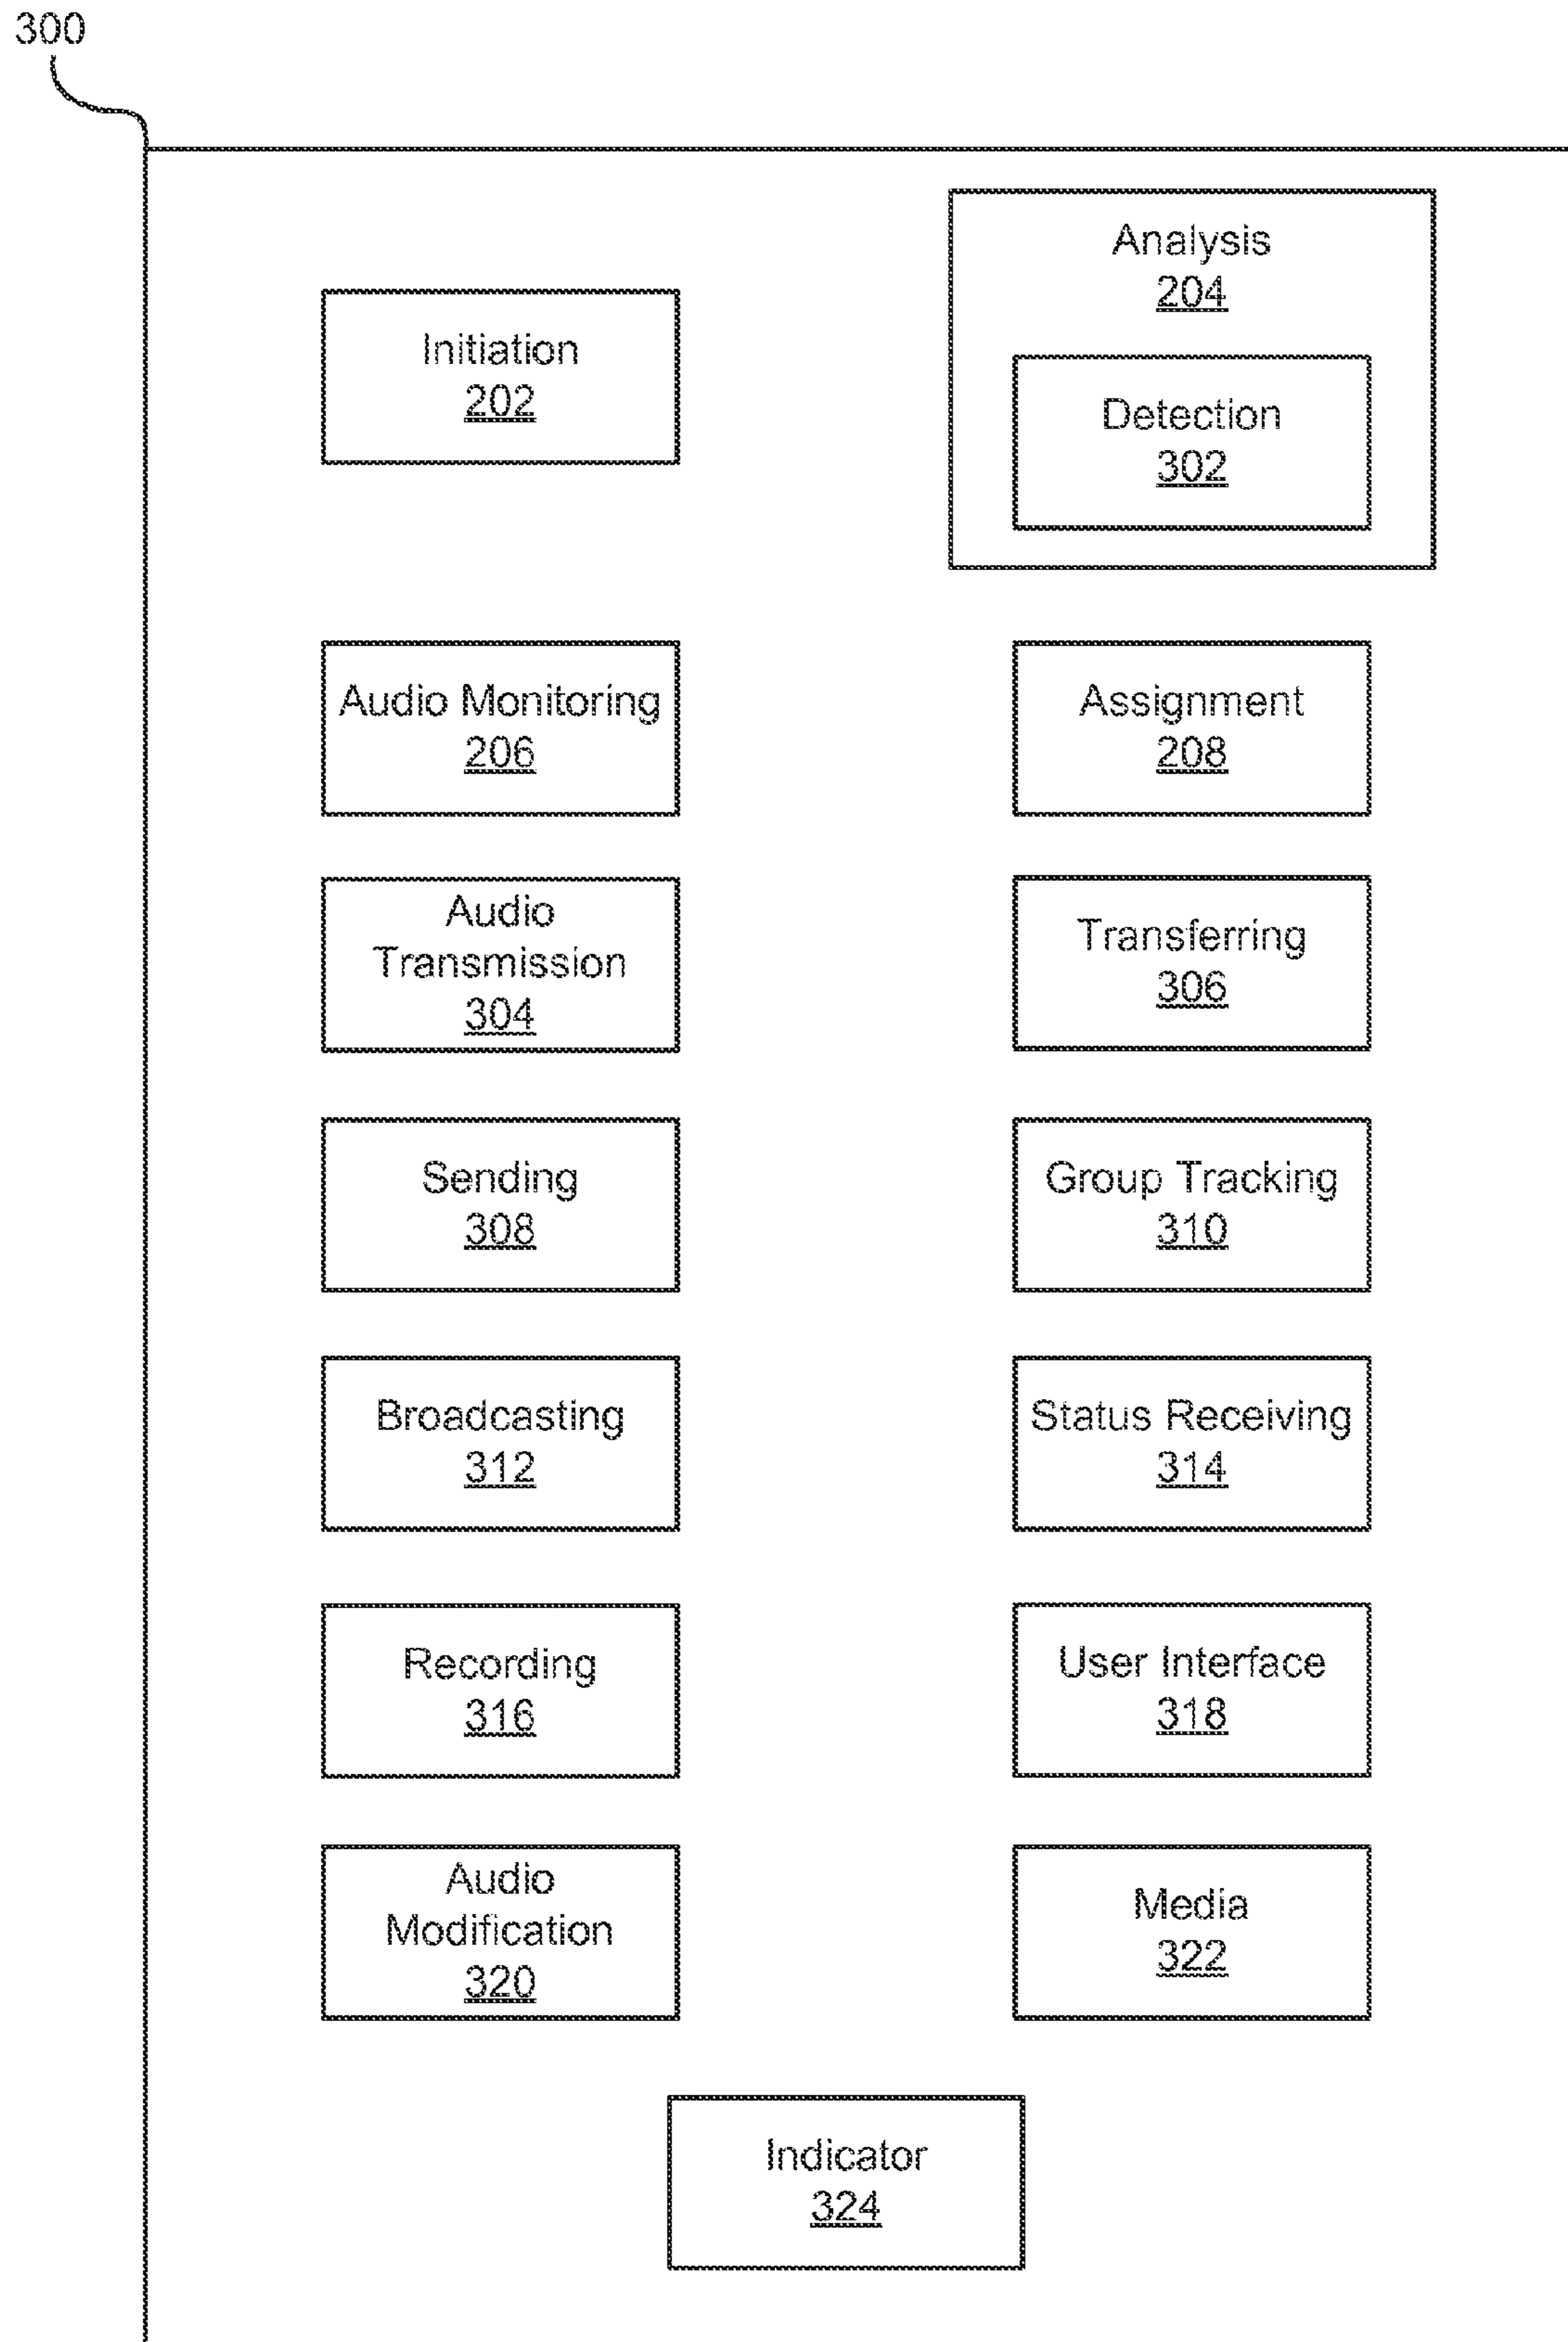 300
Initiation
202
Analysis
204
Detection
302
Audio Monitoring
206
Assignment
208
Audio
Transmission
304
Transferring
306
Sending
308
Group Tracking
310
Broadcasting
312
Status Receiving
314
Recording
316
User Interface
318
Audio
Modification
320
Media
322
Indicator
324